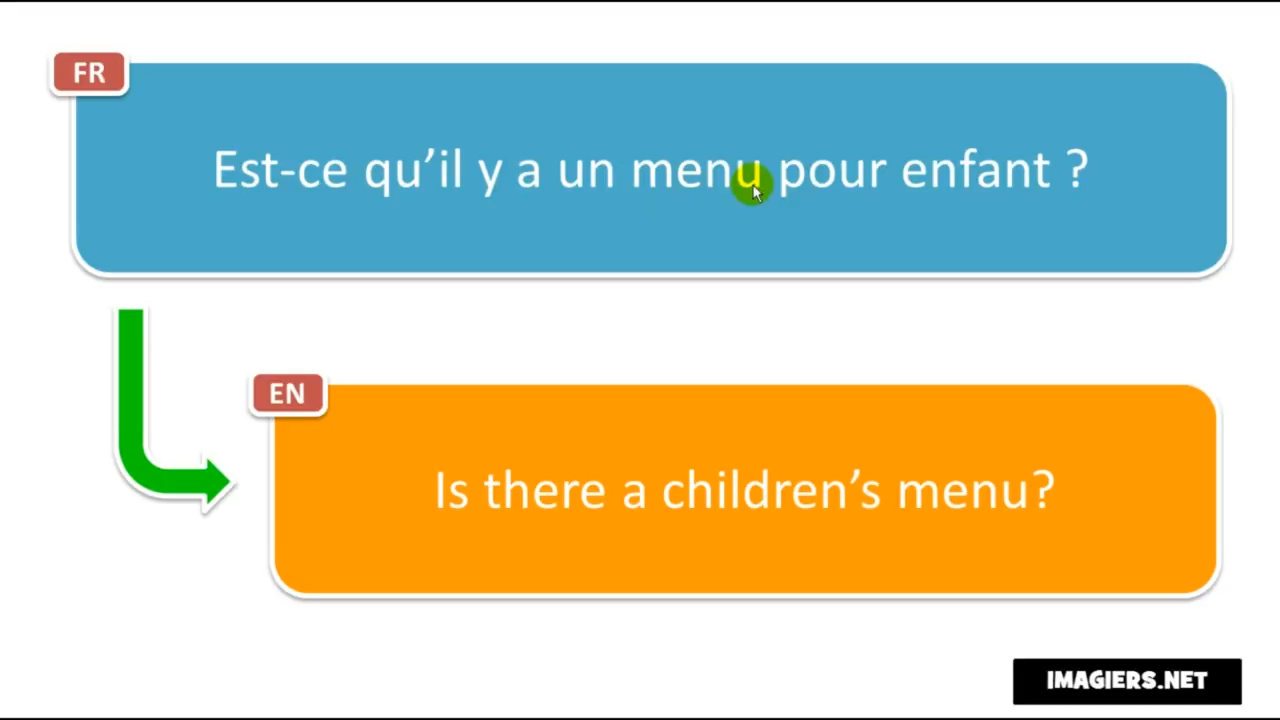 FR
Est-ce qu’il y a un menu pour enfant ?
EN
Is there a children’s menu?
IMAGIERS.NET